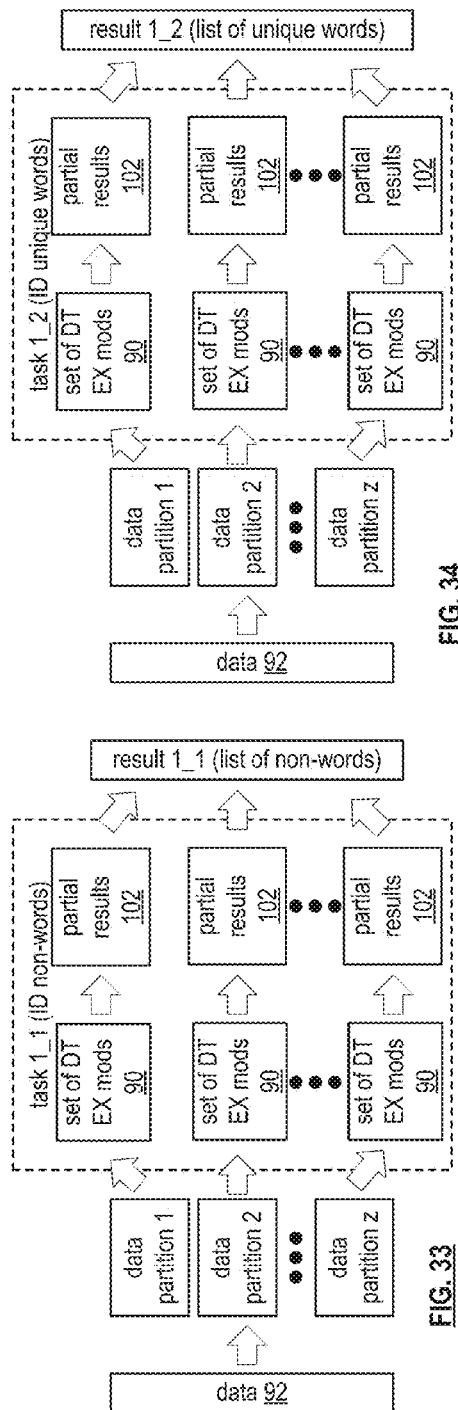 data 92
data
partition 1
data
partition 2
data
partition z
task 1_1 (ID non-words)
set of DT
EX mods
90
partial
results
102
set of DT
EX mods
90
partial
results
102
set of DT
EX mods
90
partial
results
102
result 1_1 (list of non-words)
FIG. 33
data 92
data
partition 1
data
partition 2
data
partition z
task 1_2 (ID unique words)
set of DT
EX mods
90
partial
results
102
set of DT
EX mods
90
partial
results
102
set of DT
EX mods
90
partial
results
102
result 1_2 (list of unique words)
FIG. 34